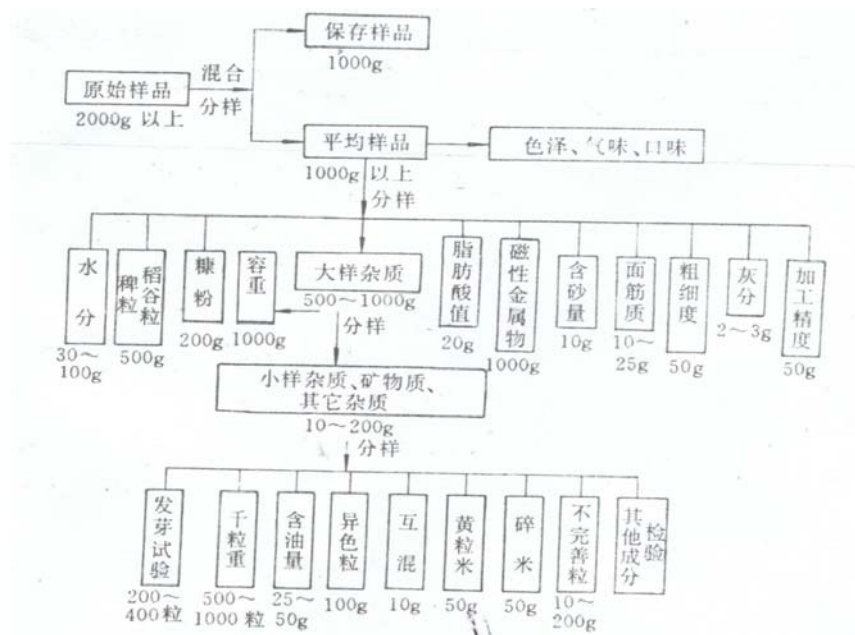 保存样品
1000g
混合
原始样品
分样
2000g 以上
平均样品
色泽、气味、口味
1000g 以上
分样
水分
30～
100g
稻谷粒
稗粒
500g
糠粉
200g
容重
1000g
大样杂质
500～1000g
分样
脂肪酸值
20g
磁性金属物
1000g
含砂量
10g
面筋质
10～
25g
粗细度
50g
灰分
2～3g
加工精度
50g
小样杂质、矿物质、
其它杂质
10～200g
分样
发芽试验
200～
400粒
千粒重
500～
1000粒
含油量
25～
50g
异色粒
100g
互混
10g
黄粒米
50g
碎米
50g
不完善粒
10～
200g
检验
其他成分